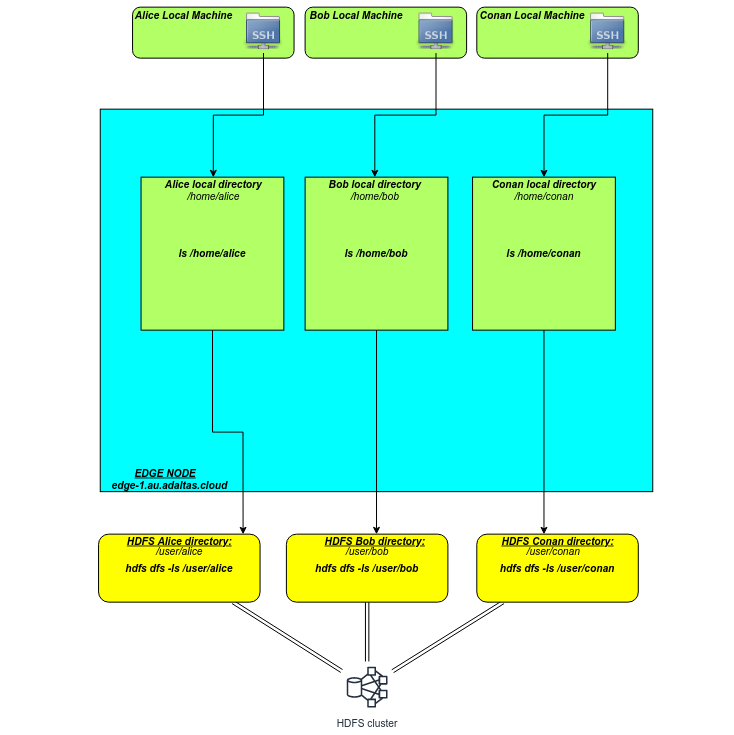 Alice Local Machine
SSH
Bob Local Machine
SSH
Conan Local Machine
SSH
Alice local directory
/home/alice
ls /home/alice
Bob local directory
/home/bob
ls /home/bob
Conan local directory
/home/conan
ls /home/conan
EDGE NODE
edge-1.au.adaltas.cloud
HDFS Alice directory:
/user/alice
hdfs dfs -ls /user/alice
HDFS Bob directory:
/user/bob
hdfs dfs -ls /user/bob
HDFS Conan directory:
/user/conan
hdfs dfs -ls /user/conan
HDFS cluster